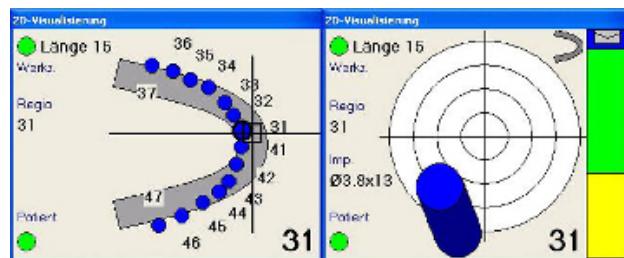 2D-Visualisierung
Länge 15
Werkz.
Regio
31
Patient
36
35
34
33
32
31
37
41
42
43
44
45
46
47
31
2D-Visualisierung
Länge 15
Werkz.
Regio
31
Imp.
Ø3.8x13
Patient
31